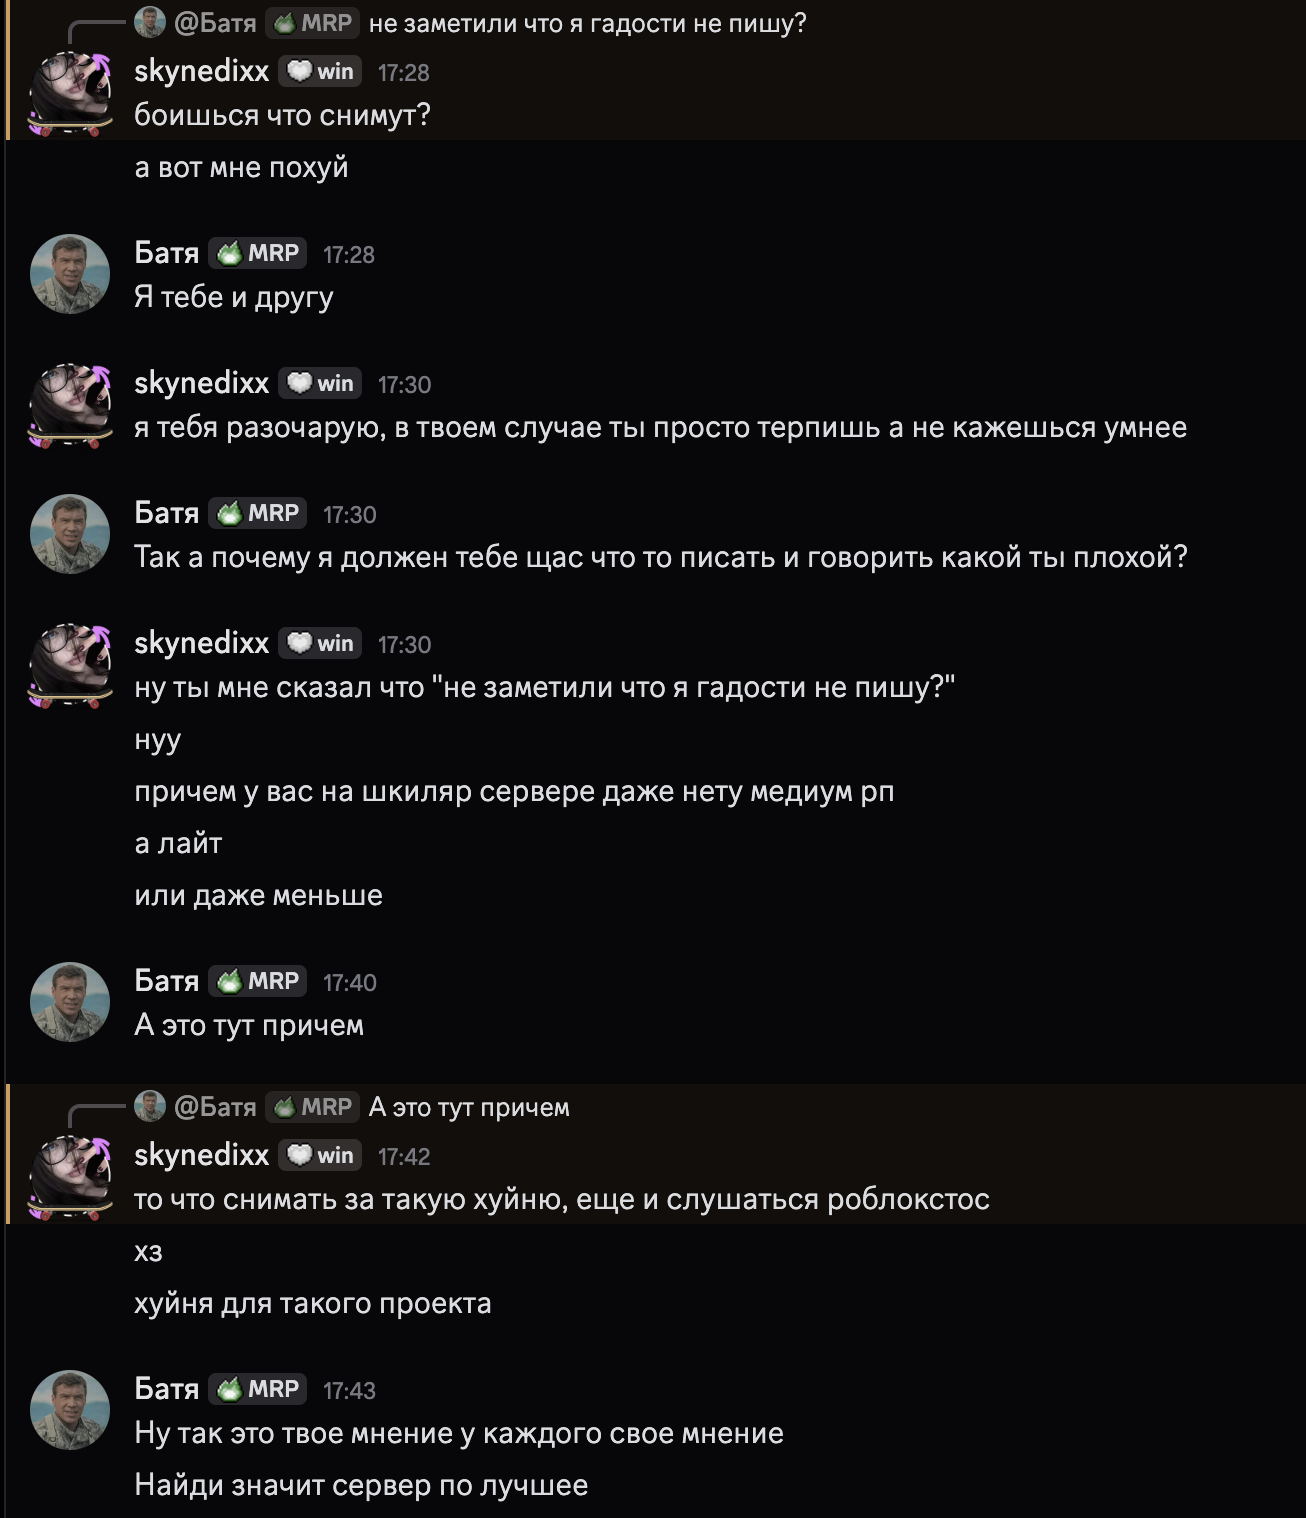 @Батя MRP не заметили что я гадости не пишу?
skynedixx win 17:28
боишься что снимут?
а вот мне похуй
Батя MRP 17:28
Я тебе и другу
skynedixx win 17:30
я тебя разочарую, в твоем случае ты просто терпишь а не кажешься умнее
Батя MRP 17:30
Так а почему я должен тебе щас что то писать и говорить какой ты плохой?
skynedixx win 17:30
ну ты мне сказал что "не заметили что я гадости не пишу?"
нуу
причем у вас на шкиляр сервере даже нету медиум рп
а лайт
или даже меньше
Батя MRP 17:40
А это тут причем
@Батя MRP А это тут причем
skynedixx win 17:42
то что снимать за такую хуйню, еще и слушаться роблокстос
хз
хуйня для такого проекта
Батя MRP 17:43
Ну так это твое мнение у каждого свое мнение
Найди значит сервер по лучшее